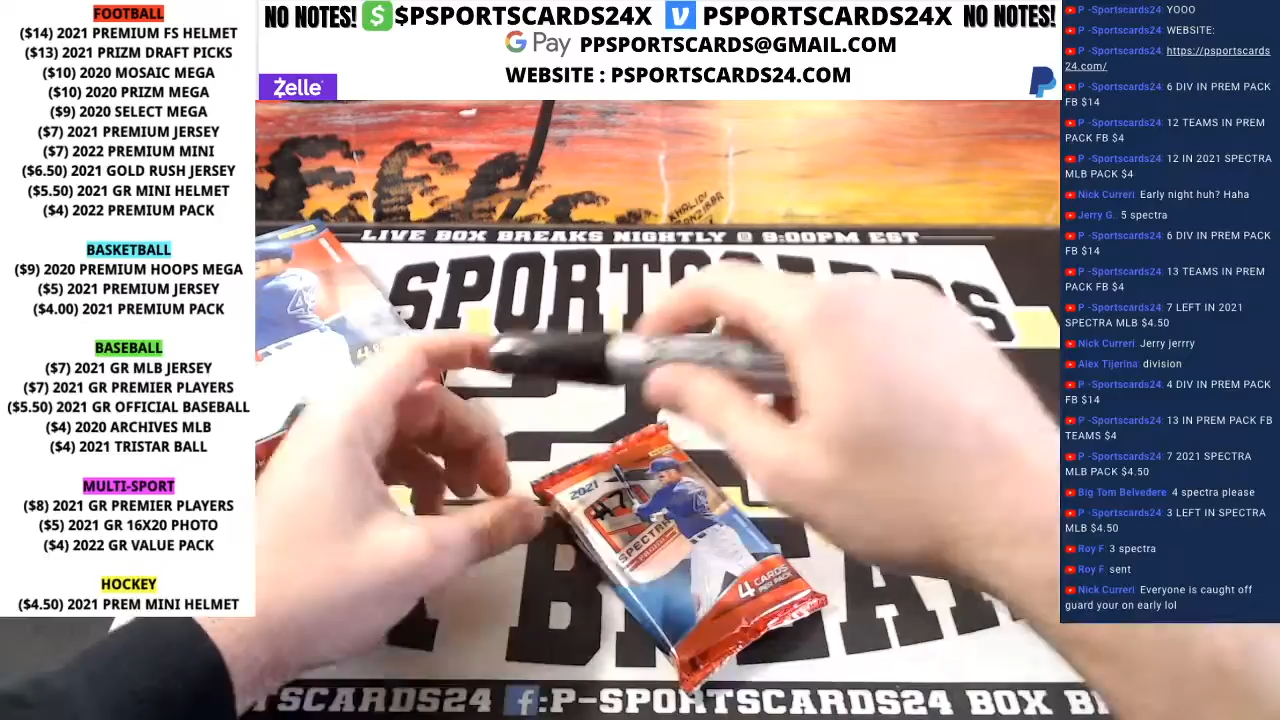 FOOTBALL
($14) 2021 PREMIUM FS HELMET
($13) 2021 PRIZM DRAFT PICKS
($10) 2020 MOSAIC MEGA
($10) 2020 PRIZM MEGA
($9) 2020 SELECT MEGA
($7) 2021 PREMIUM JERSEY
($7) 2022 PREMIUM MINI
($6.50) 2021 GOLD RUSH JERSEY
($5.50) 2021 GR MINI HELMET
($4) 2022 PREMIUM PACK
BASKETBALL
($9) 2020 PREMIUM HOOPS MEGA
($5) 2021 PREMIUM JERSEY
($4.00) 2021 PREMIUM PACK
BASEBALL
($7) 2021 GR MLB JERSEY
($7) 2021 GR PREMIER PLAYERS
($5.50) 2021 GR OFFICIAL BASEBALL
($4) 2020 ARCHIVES MLB
($4) 2021 TRISTAR BALL
MULTI-SPORT
($8) 2021 GR PREMIER PLAYERS
($5) 2021 GR 16X20 PHOTO
($4) 2022 GR VALUE PACK
HOCKEY
($4.50) 2021 PREM MINI HELMET
NO NOTES! $ $PSPORTSCARDS24X V PSPORTSCARDS24X NO NOTES!
G Pay PPSPORTSCARDS@GMAIL.COM
WEBSITE : PSPORTSCARDS24.COM
Zelle
LIVE BOX BREAKS NIGHTLY @ 9:00PM EST
2021
SPECTRA
4 CARDS
PER PACK
TSCARDS24 f:P-SPORTSCARDS24 BOX B
P -Sportscards24: YOOO
P -Sportscards24: WEBSITE:
P -Sportscards24: https://psportscards
24.com/
P -Sportscards24: 6 DIV IN PREM PACK
FB $14
P -Sportscards24: 12 TEAMS IN PREM
PACK FB $4
P -Sportscards24: 12 IN 2021 SPECTRA
MLB PACK $4
Nick Curreri: Early night huh? Haha
Jerry G.: 5 spectra
P -Sportscards24: 6 DIV IN PREM PACK
FB $14
P -Sportscards24: 13 TEAMS IN PREM
PACK FB $4
P -Sportscards24: 7 LEFT IN 2021
SPECTRA MLB $4.50
Nick Curreri: Jerry jerrry
Alex Tijerina: division
P -Sportscards24: 4 DIV IN PREM PACK
FB $14
P -Sportscards24: 13 IN PREM PACK FB
TEAMS $4
P -Sportscards24: 7 2021 SPECTRA
MLB PACK $4.50
Big Tom Belvedere: 4 spectra please
P -Sportscards24: 3 LEFT IN SPECTRA
MLB $4.50
Roy F: 3 spectra
Roy F: sent
Nick Curreri: Everyone is caught off
guard your on early lol